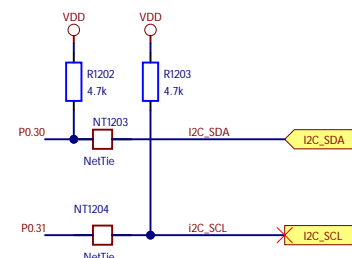 VDD VDD
R1202 R1203
4.7k 4.7k
NT1203
P0.30 I2C_SDA I2C_SDA
NetTie
NT1204
P0.31 i2C_SCL I2C_SCL
NetTie